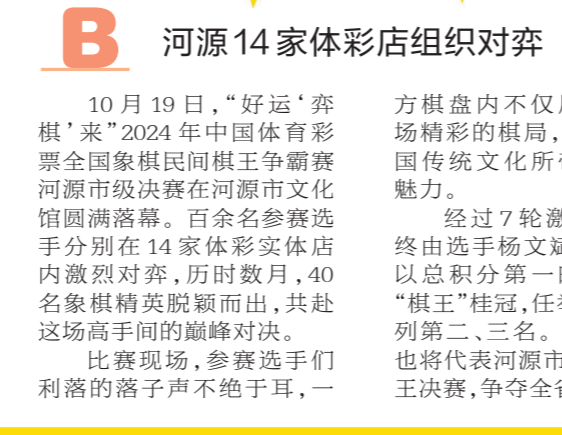 B 河源14家体彩店组织对弈
10月19日，“好运‘弈
棋’来”2024年中国体育彩
票全国象棋民间棋王争霸赛
河源市级决赛在河源市文化
馆圆满落幕。百余名参赛选
手分别在14家体彩实体店
内激烈对弈，历时数月，40
名象棋精英脱颖而出，共赴
这场高手间的巅峰对决。
比赛现场，参赛选手们
利落的落子声不绝于耳，一
方棋盘内不仅
场精彩的棋局，
国传统文化所
魅力。
经过7轮激
终由选手杨文斌
以总积分第一
“棋王”桂冠，任
列第二、三名。
也将代表河源市
王决赛，争夺全省